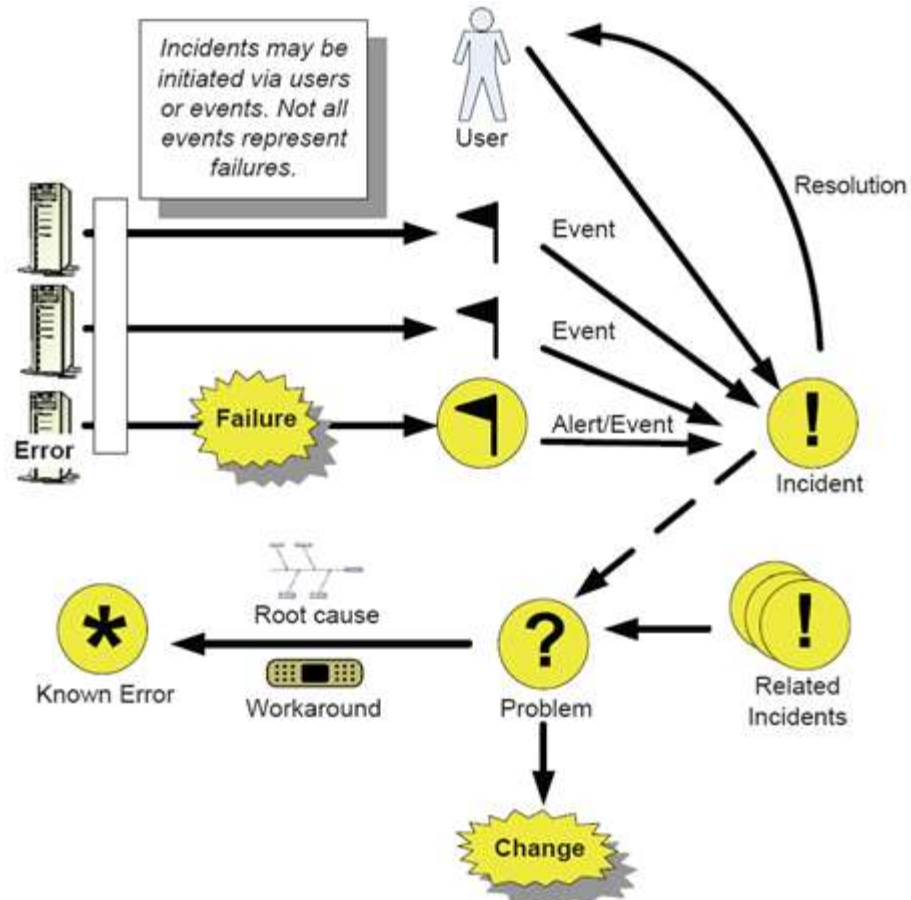 Incidents may be
initiated via users
or events. Not all
events represent
failures.
User
Resolution
Event
Event
Failure
Alert/Event
Error
!
Incident
Root cause
*
?
!
Known Error
Workaround
Problem
Related
Incidents
Change